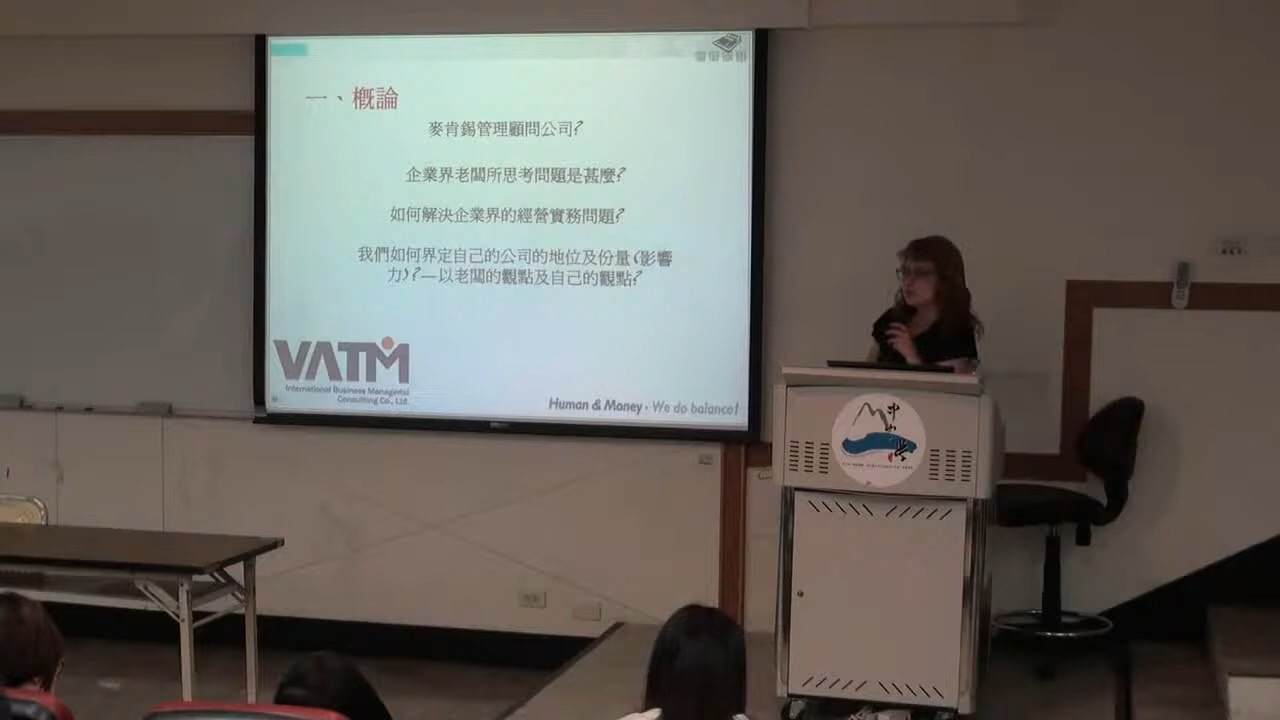 一、概論
麥肯錫管理顧問公司?
企業界老闆所思考問題是甚麼?
如何解決企業界的經營實務問題?
我們如何界定自己的公司的地位及份量(影響
力)?—以老闆的觀點及自己的觀點?
VATM
International Business Managerial
Consulting Co., Ltd.
Human & Money - We do balance!
中山